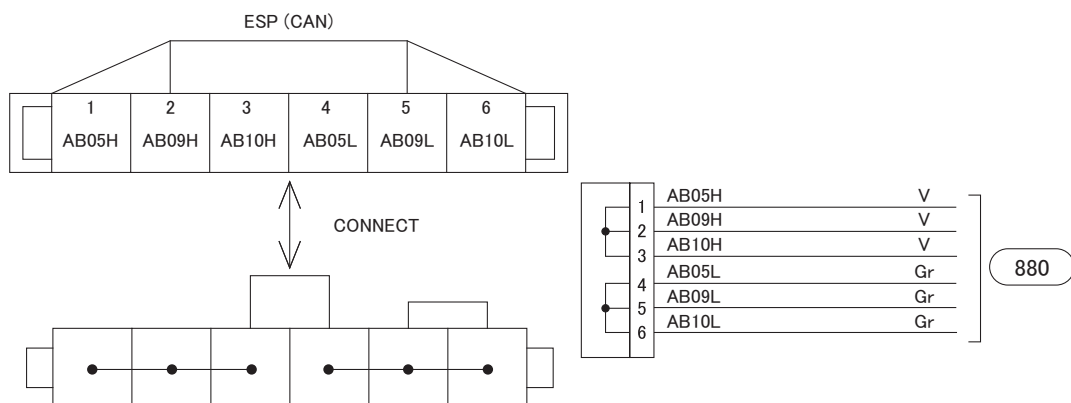 ESP (CAN)
1 2 3 4 5 6
AB05H AB09H AB10H AB05L AB09L AB10L
CONNECT
1 AB05H V
2 AB09H V
3 AB10H V
4 AB05L Gr
5 AB09L Gr
6 AB10L Gr
880